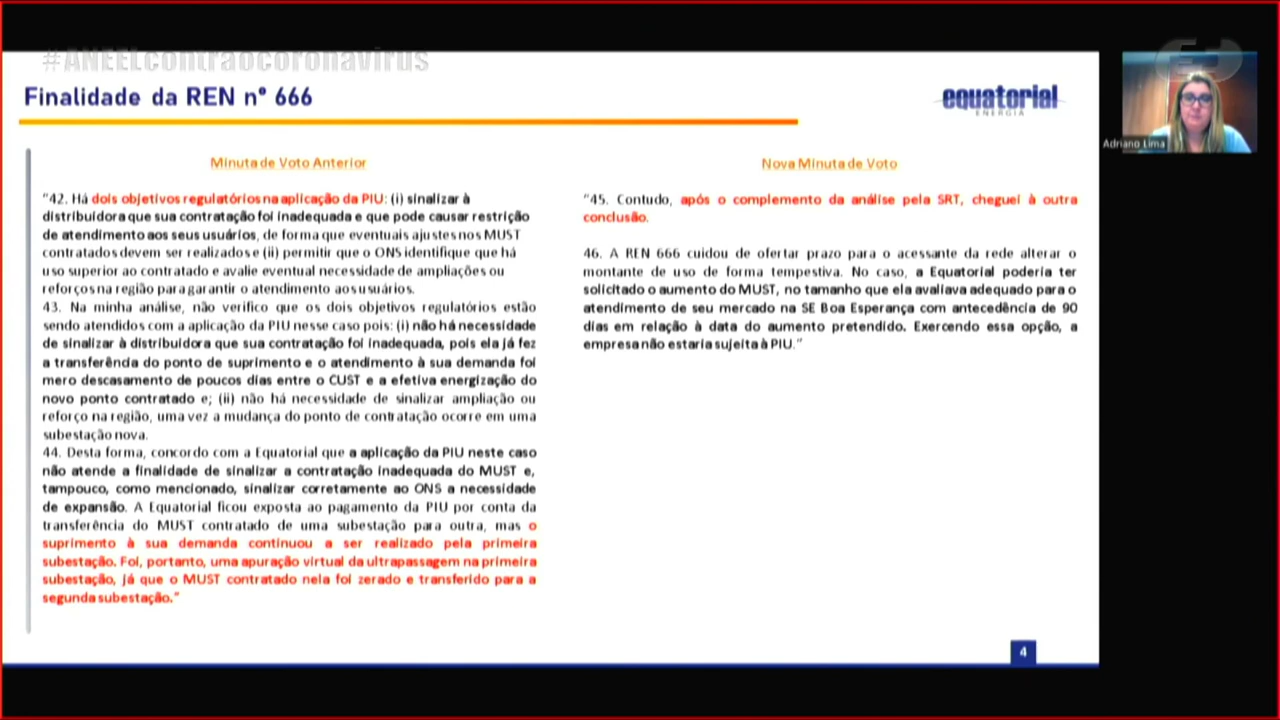 #ANEELcontraocoronavirus
Finalidade da REN nº 666
equatorial
ENERGIA
Adriano Lima
Minuta de Voto Anterior
"42. Há dois objetivos regulatórios na aplicação da PIU: (i) sinalizar à
distribuidora que sua contratação foi inadequada e que pode causar restrição
de atendimento aos seus usuários, de forma que eventuais ajustes nos MUST
contratados devem ser realizados e (ii) permitir que o ONS identifique que há
uso superior ao contratado e avalie eventual necessidade de ampliações ou
reforços na região para garantir o atendimento aos usuários.
43. Na minha análise, não verifico que os dois objetivos regulatórios estão
sendo atendidos com a aplicação da PIU nesse caso pois: (i) não há necessidade
de sinalizar à distribuidora que sua contratação foi inadequada, pois ela já fez
a transferência do ponto de suprimento e o atendimento à sua demanda foi
mero descasamento de poucos dias entre o CUST e a efetiva energização do
novo ponto contratado e; (ii) não há necessidade de sinalizar ampliação ou
reforço na região, uma vez a mudança do ponto de contratação ocorre em uma
subestação nova.
44. Desta forma, concordo com a Equatorial que a aplicação da PIU neste caso
não atende a finalidade de sinalizar a contratação inadequada do MUST e,
tampouco, como mencionado, sinalizar corretamente ao ONS a necessidade
de expansão. A Equatorial ficou exposta ao pagamento da PIU por conta da
transferência do MUST contratado de uma subestação para outra, mas o
suprimento à sua demanda continuou a ser realizado pela primeira
subestação. Foi, portanto, uma apuração virtual da ultrapassagem na primeira
subestação, já que o MUST contratado nela foi zerado e transferido para a
segunda subestação."
Nova Minuta de Voto
"45. Contudo, após o complemento da análise pela SRT, cheguei à outra
conclusão.
46. A REN 666 cuidou de ofertar prazo para o acessante da rede alterar o
montante de uso de forma tempestiva. No caso, a Equatorial poderia ter
solicitado o aumento do MUST, no tamanho que ela avaliava adequado para o
atendimento de seu mercado na SE Boa Esperança com antecedência de 90
dias em relação à data do aumento pretendido. Exercendo essa opção, a
empresa não estaria sujeita à PIU."
4